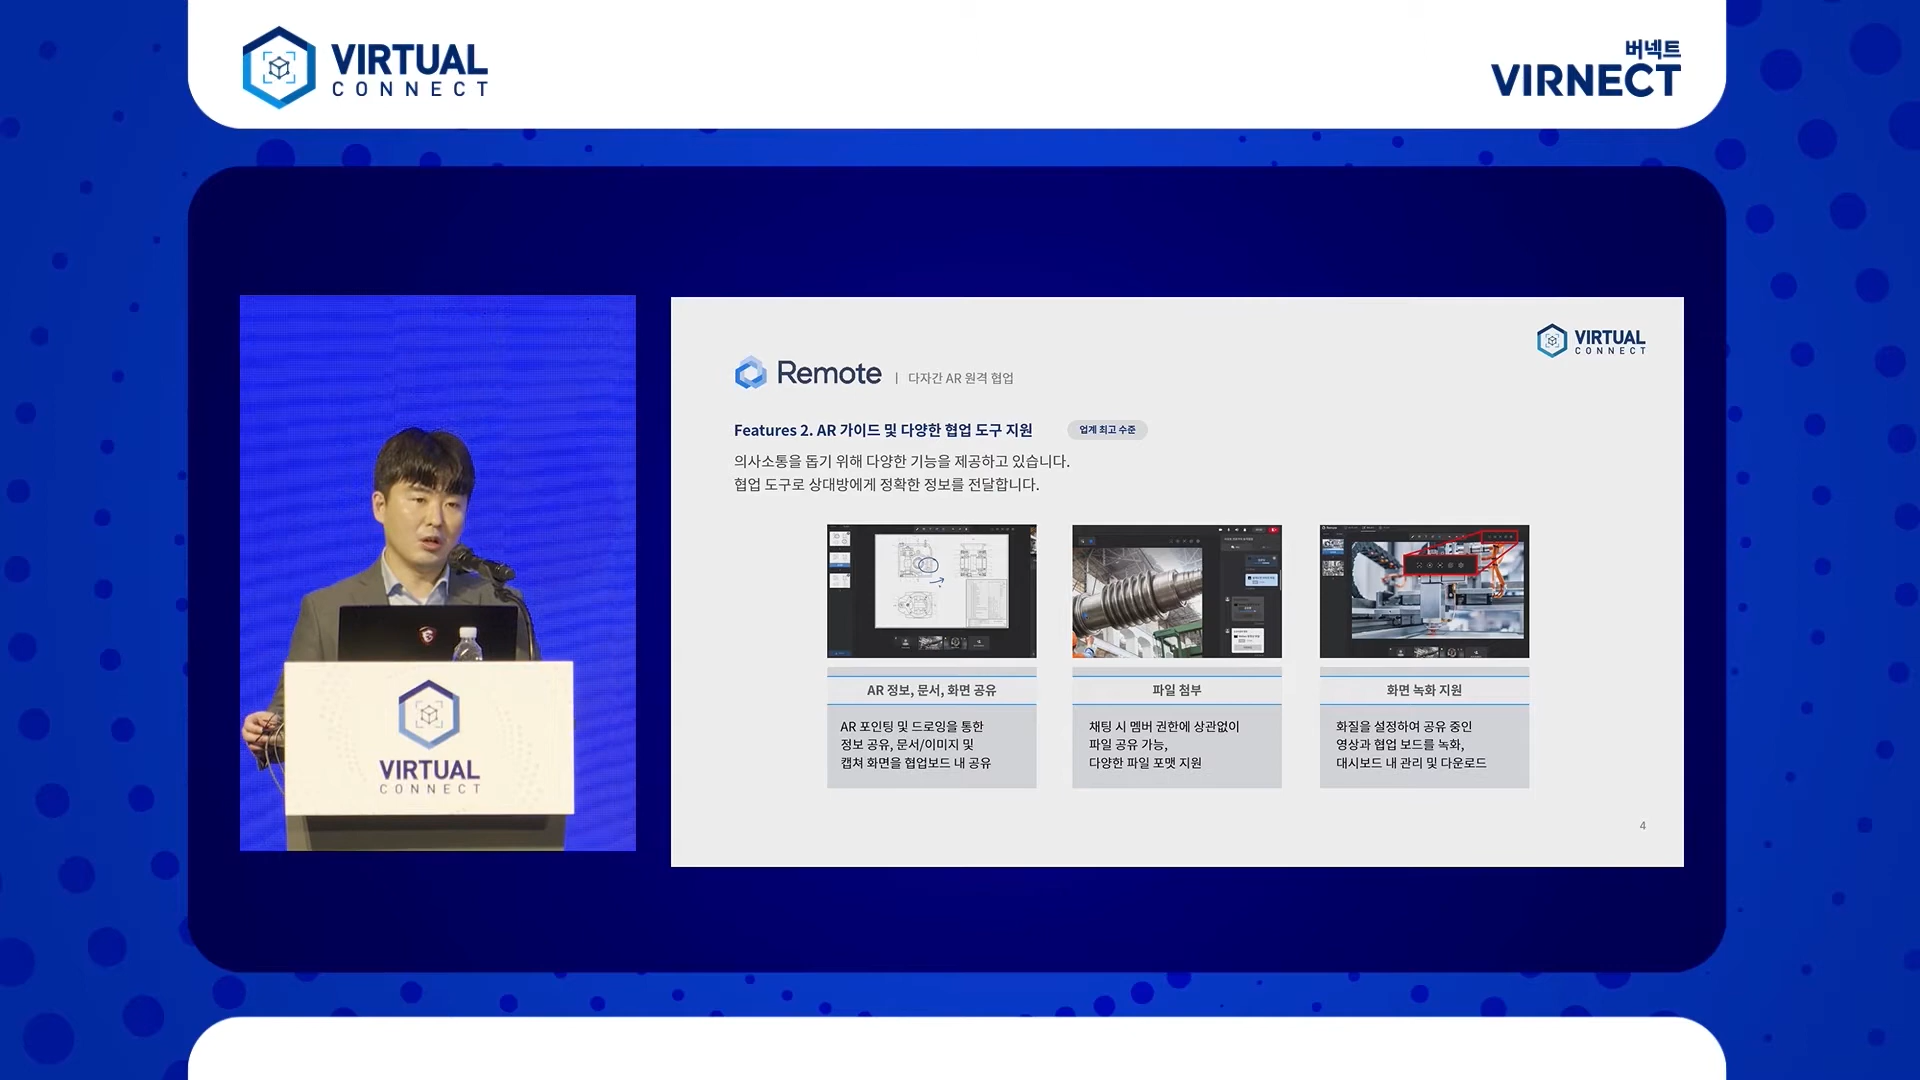 VIRTUAL
CONNECT
버넥트
VIRNECT
VIRTUAL
CONNECT
VIRTUAL
CONNECT
Remote | 다자간 AR 원격 협업
Features 2. AR 가이드 및 다양한 협업 도구 지원 업계 최고 수준
의사소통을 돕기 위해 다양한 기능을 제공하고 있습니다.
협업 도구로 상대방에게 정확한 정보를 전달합니다.
AR 정보, 문서, 화면 공유
AR 포인팅 및 드로잉을 통한
정보 공유, 문서/이미지 및
캡쳐 화면을 협업보드 내 공유
파일 첨부
채팅 시 멤버 권한에 상관없이
파일 공유 가능,
다양한 파일 포맷 지원
화면 녹화 지원
화질을 설정하여 공유 중인
영상과 협업 보드를 녹화,
대시보드 내 관리 및 다운로드
4